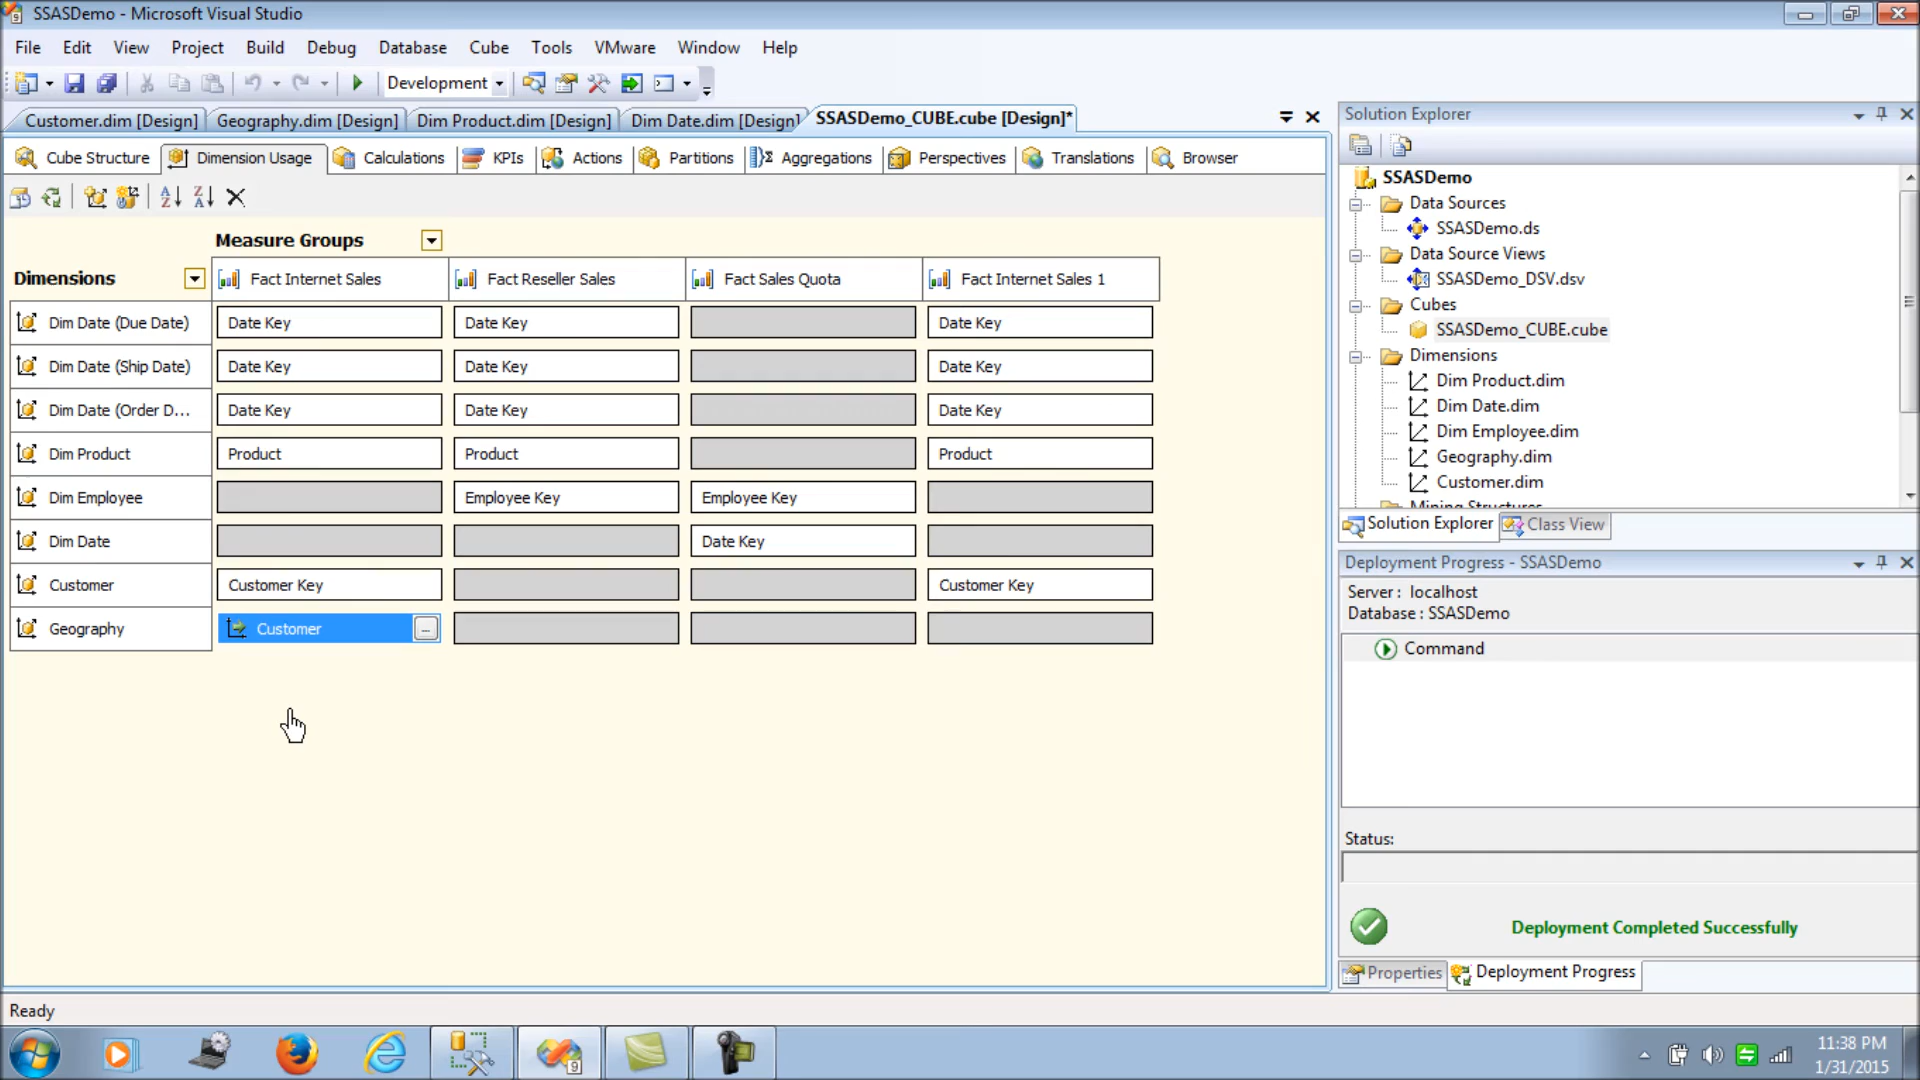 SSASDemo - Microsoft Visual Studio
File Edit View Project Build Debug Database Cube Tools VMware Window Help
Development
Customer.dim [Design] Geography.dim [Design] Dim Product.dim [Design] Dim Date.dim [Design] SSASDemo_CUBE.cube [Design]*
Cube Structure Dimension Usage Calculations KPIs Actions Partitions Aggregations Perspectives Translations Browser
Measure Groups
Dimensions Fact Internet Sales Fact Reseller Sales Fact Sales Quota Fact Internet Sales 1
Dim Date (Due Date) Date Key Date Key Date Key
Dim Date (Ship Date) Date Key Date Key Date Key
Dim Date (Order D... Date Key Date Key Date Key
Dim Product Product Product Product
Dim Employee Employee Key Employee Key
Dim Date Date Key
Customer Customer Key Customer Key
Geography Customer ...
Solution Explorer
SSASDemo
Data Sources
SSASDemo.ds
Data Source Views
SSASDemo_DSV.dsv
Cubes
SSASDemo_CUBE.cube
Dimensions
Dim Product.dim
Dim Date.dim
Dim Employee.dim
Geography.dim
Customer.dim
Mining Structures
Solution Explorer Class View
Deployment Progress - SSASDemo
Server : localhost
Database : SSASDemo
Command
Status:
Deployment Completed Successfully
Properties Deployment Progress
Ready
11:38 PM
1/31/2015